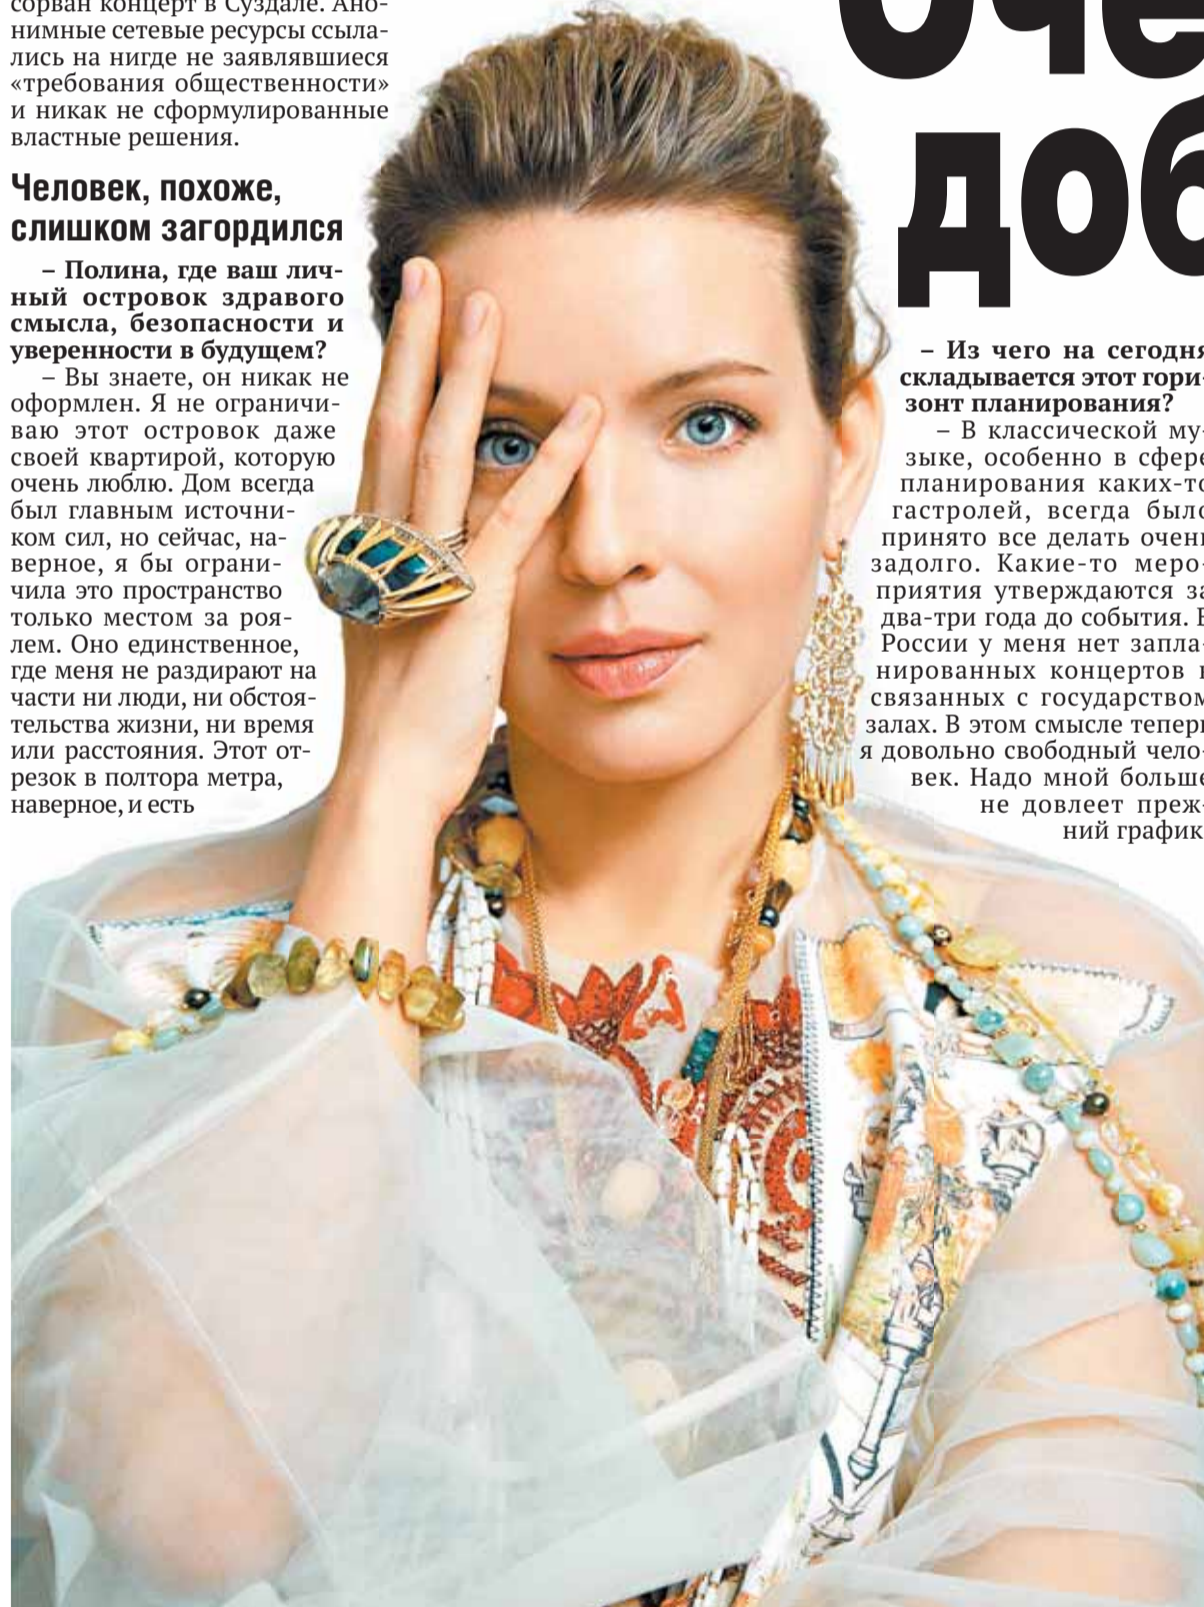 сорван концерт в Суздале. Ано-
нимные сетевые ресурсы ссыла-
лись на нигде не заявлявшиеся
«требования общественности»
и никак не сформулированные
властные решения.
Человек, похоже,
слишком загордился
– Полина, где ваш лич-
ный островок здравого
смысла, безопасности и
уверенности в будущем?
– Вы знаете, он никак не
оформлен. Я не ограничи-
ваю этот островок даже
своей квартирой, которую
очень люблю. Дом всегда
был главным источни-
ком сил, но сейчас, на-
верное, я бы ограни-
чила это пространство
только местом за роя-
лем. Оно единственное,
где меня не раздирают на
части ни люди, ни обстоя-
тельства жизни, ни время
или расстояния. Этот от-
резок в полтора метра,
наверное, и есть
оче
доб
– Из чего на сегодня
складывается этот гори-
зонт планирования?
– В классической му-
зыке, особенно в сфере
планирования каких-то
гастролей, всегда было
принято все делать очень
задолго. Какие-то меро-
приятия утверждаются за
два-три года до события. В
России у меня нет запла-
нированных концертов в
связанных с государством
залах. В этом смысле теперь
я довольно свободный чело-
век. Надо мной больше
не довлеет преж-
ний график